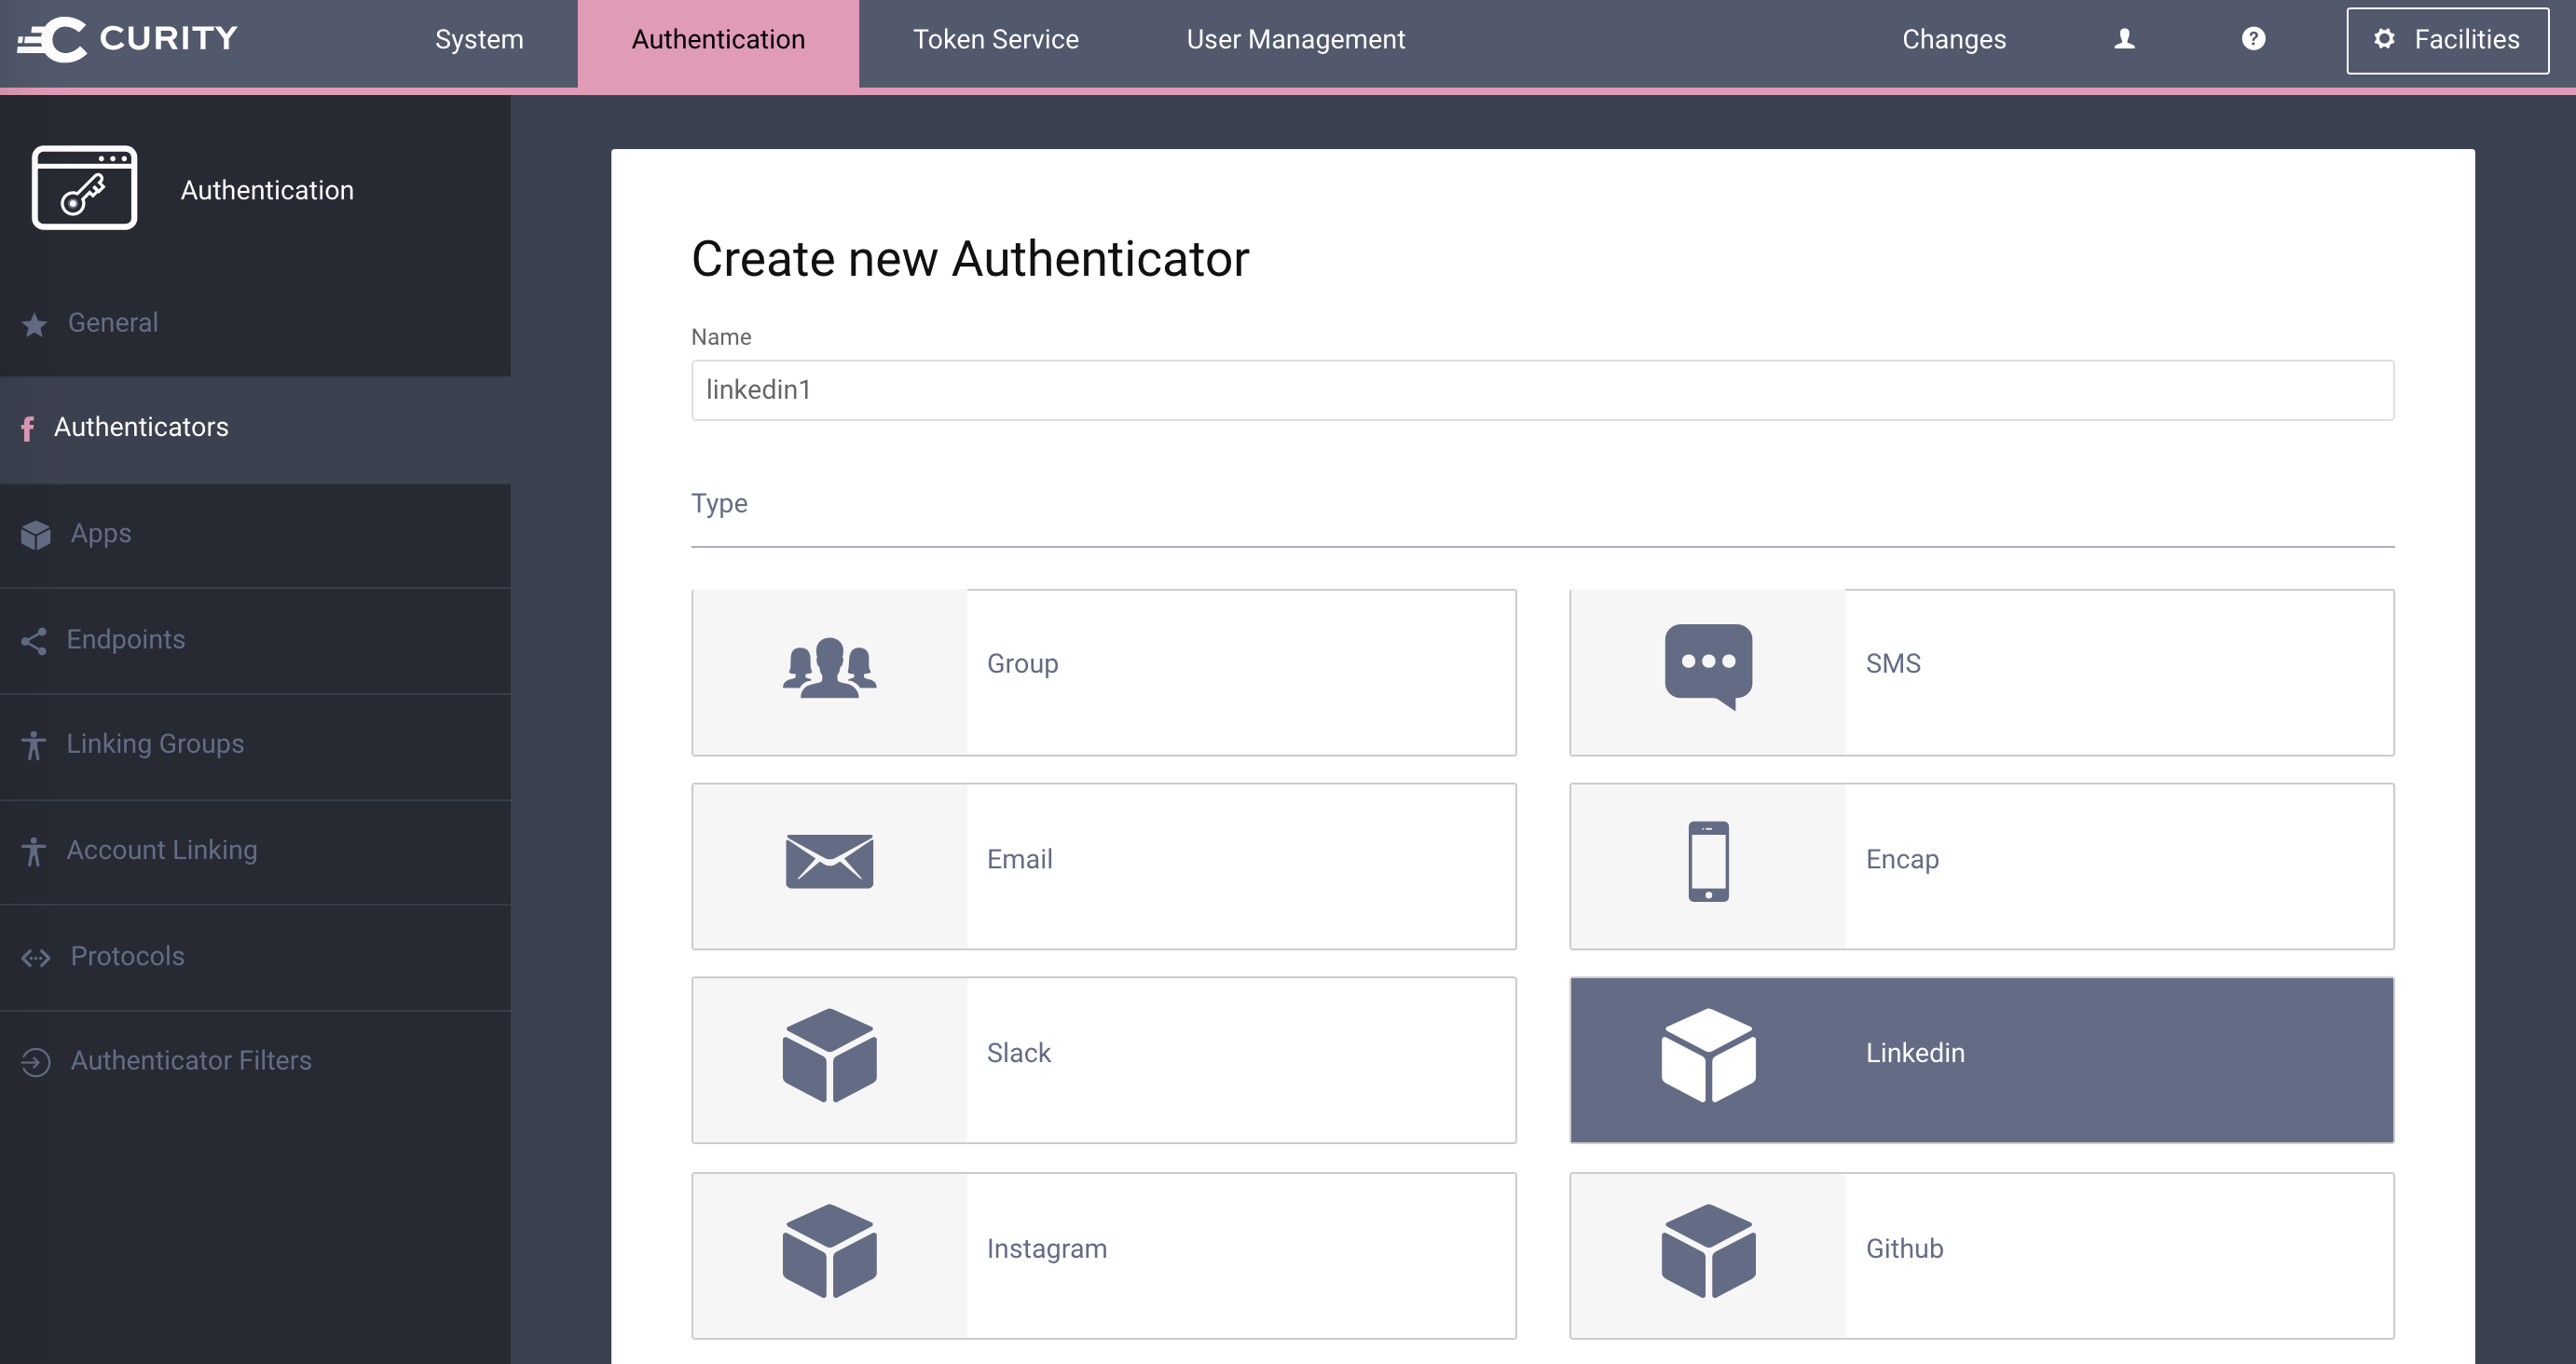 CURITY
System
Authentication
Token Service
User Management
Changes
Facilities
Authentication
General
Authenticators
Apps
Endpoints
Linking Groups
Account Linking
Protocols
Authenticator Filters
Create new Authenticator
Name
linkedin1
Type
Group
SMS
Email
Encap
Slack
Linkedin
Instagram
Github